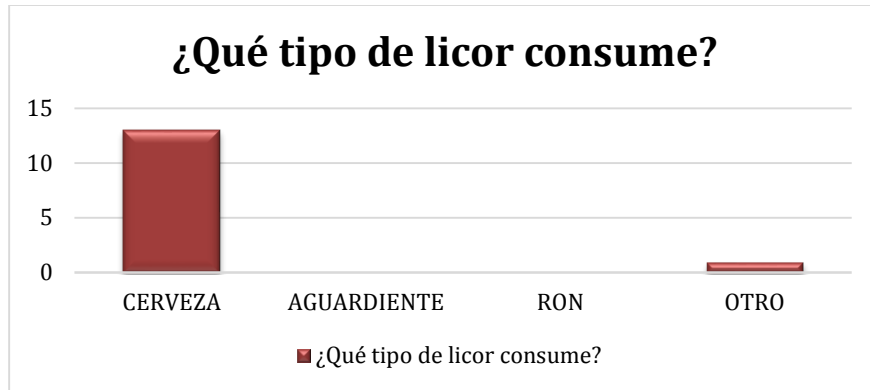 ¿Qué tipo de licor consume?
15
10
5
0
CERVEZA AGUARDIENTE RON OTRO
¿Qué tipo de licor consume?